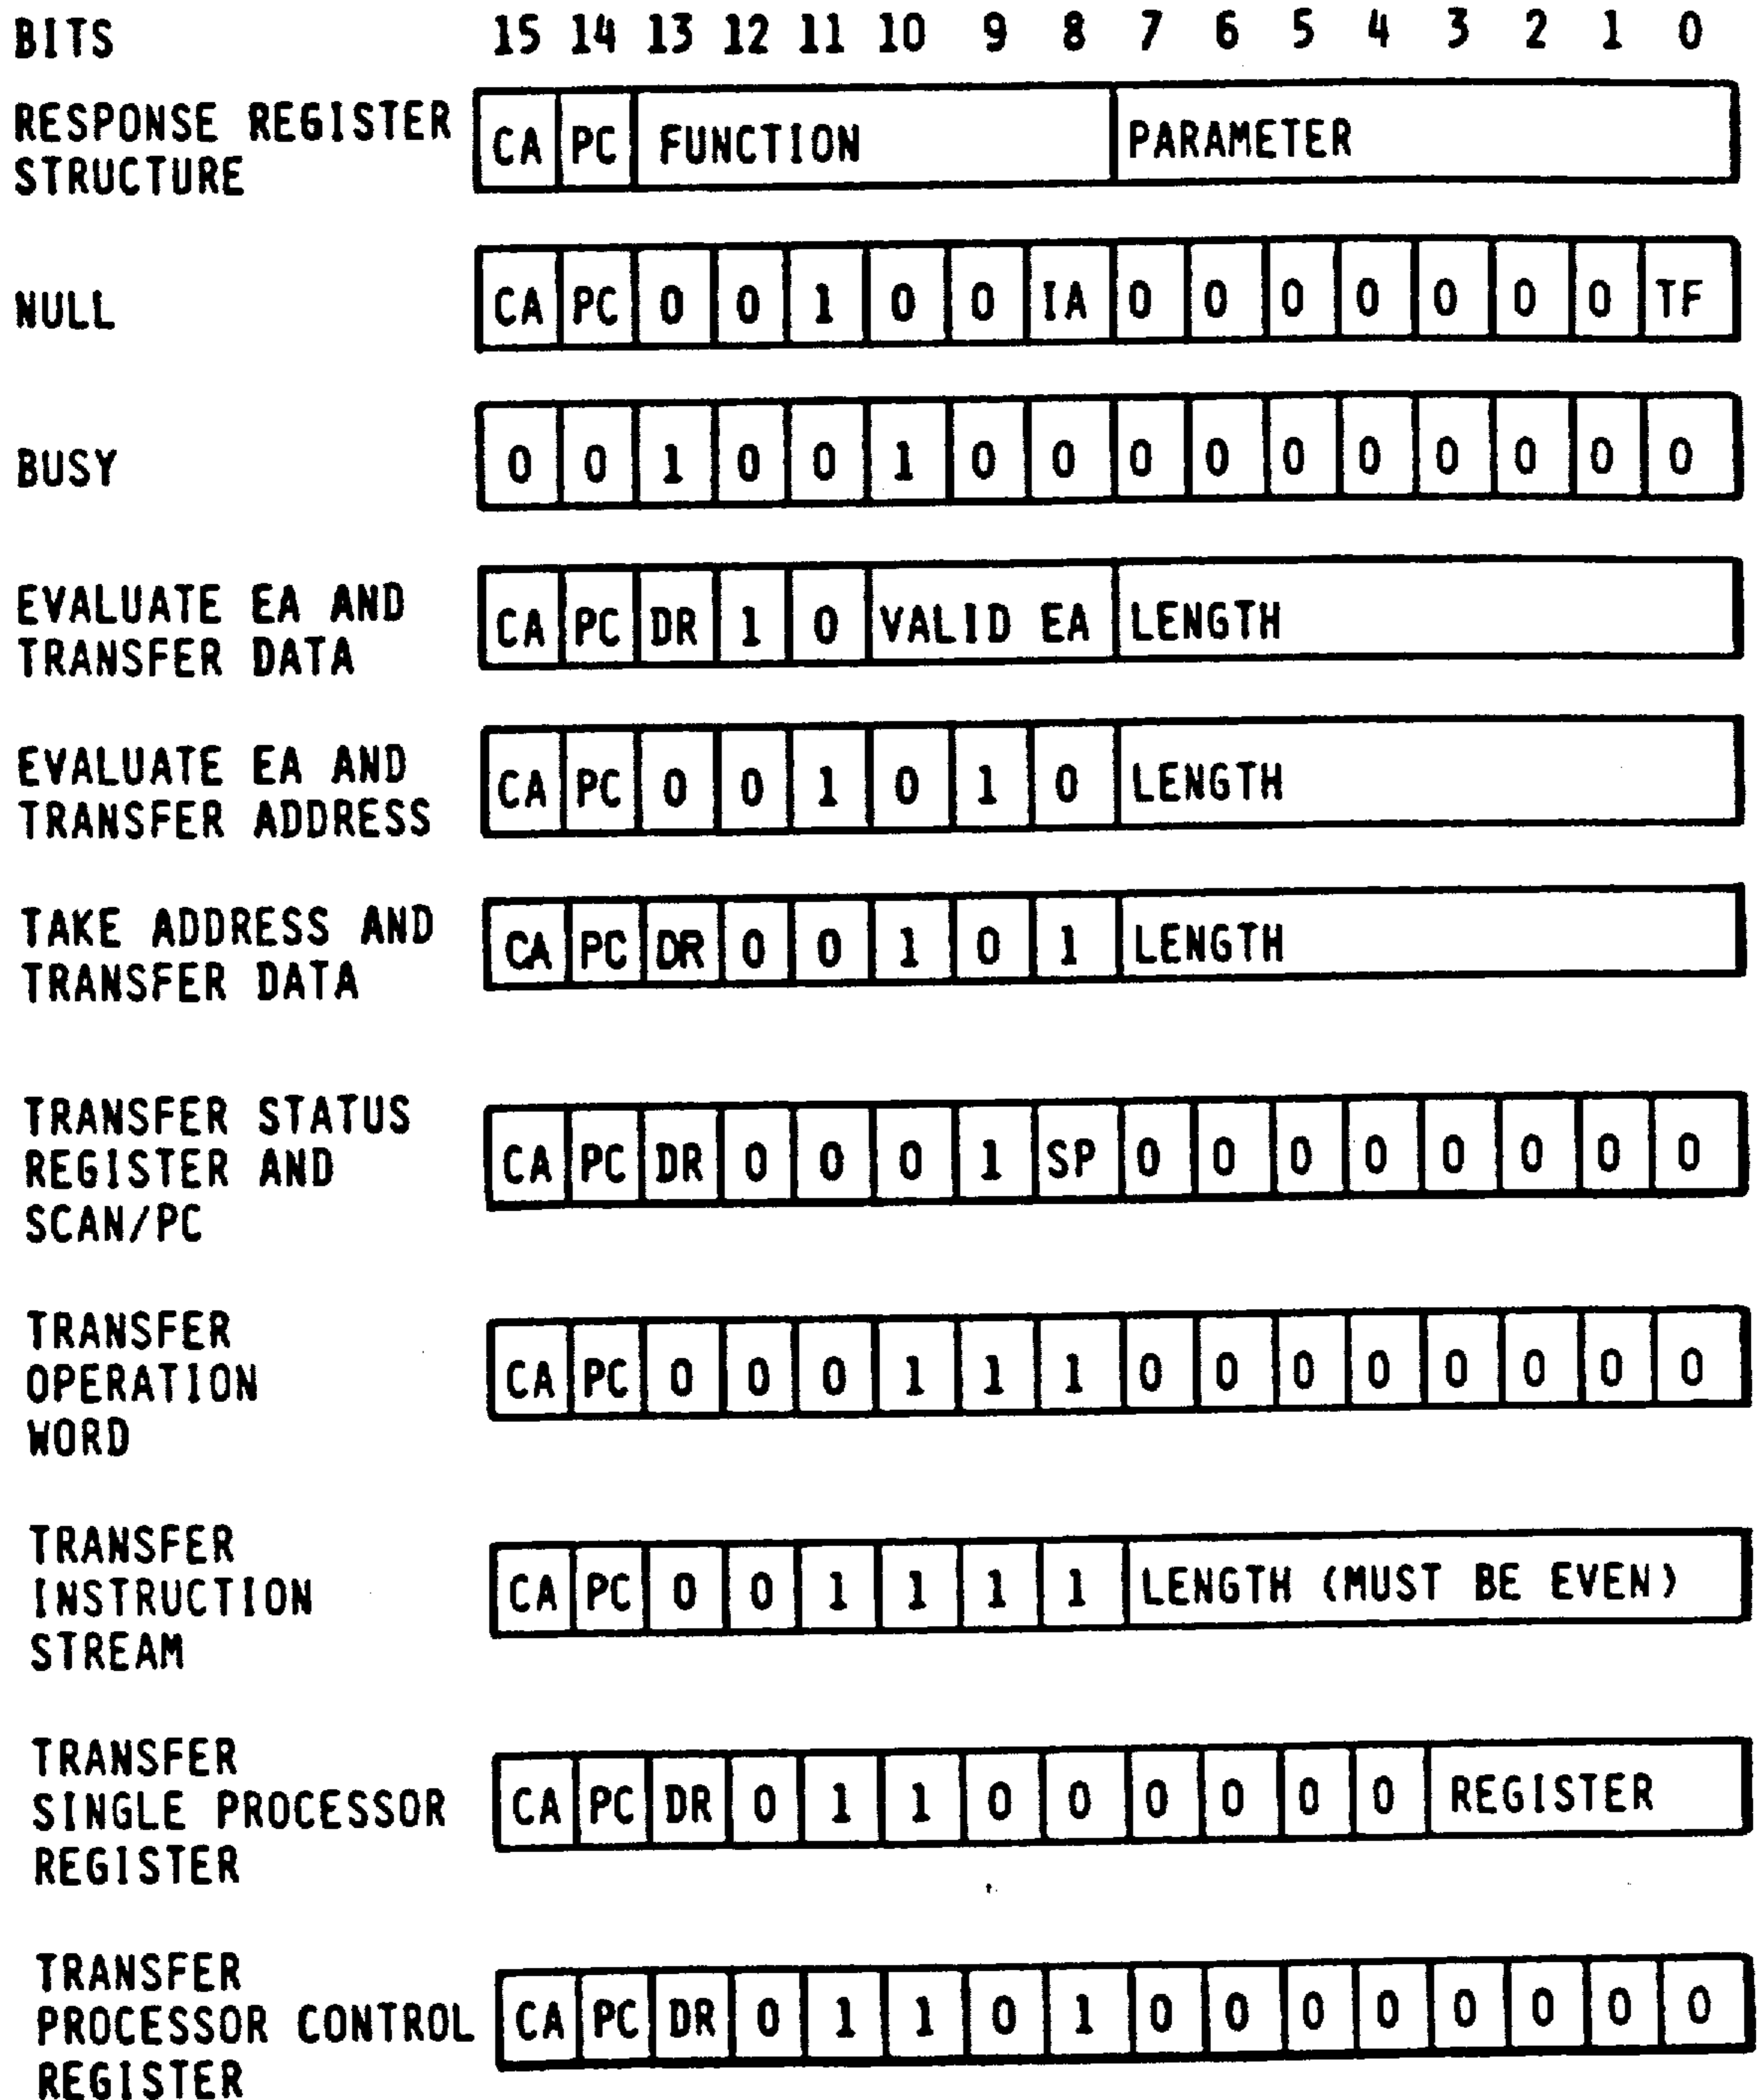 BITS 15 14 13 12 11 10 9 8 7 6 5 4 3 2 1 0
RESPONSE REGISTER
STRUCTURE
CA PC FUNCTION PARAMETER
NULL CA PC 0 0 1 0 0 IA 0 0 0 0 0 0 0 TF
BUSY 0 0 1 0 0 1 0 0 0 0 0 0 0 0 0 0
EVALUATE EA AND
TRANSFER DATA
CA PC DR 1 0 VALID EA LENGTH
EVALUATE EA AND
TRANSFER ADDRESS
CA PC 0 0 1 0 1 0 LENGTH
TAKE ADDRESS AND
TRANSFER DATA
CA PC DR 0 0 1 0 1 LENGTH
TRANSFER STATUS
REGISTER AND
SCAN/PC
CA PC DR 0 0 0 1 SP 0 0 0 0 0 0 0 0
TRANSFER
OPERATION
WORD
CA PC 0 0 0 1 1 1 0 0 0 0 0 0 0 0
TRANSFER
INSTRUCTION
STREAM
CA PC 0 0 1 1 1 1 LENGTH (MUST BE EVEN)
TRANSFER
SINGLE PROCESSOR
REGISTER
CA PC DR 0 1 1 0 0 0 0 0 0 REGISTER
TRANSFER
PROCESSOR CONTROL
REGISTER
CA PC DR 0 1 1 0 1 0 0 0 0 0 0 0 0